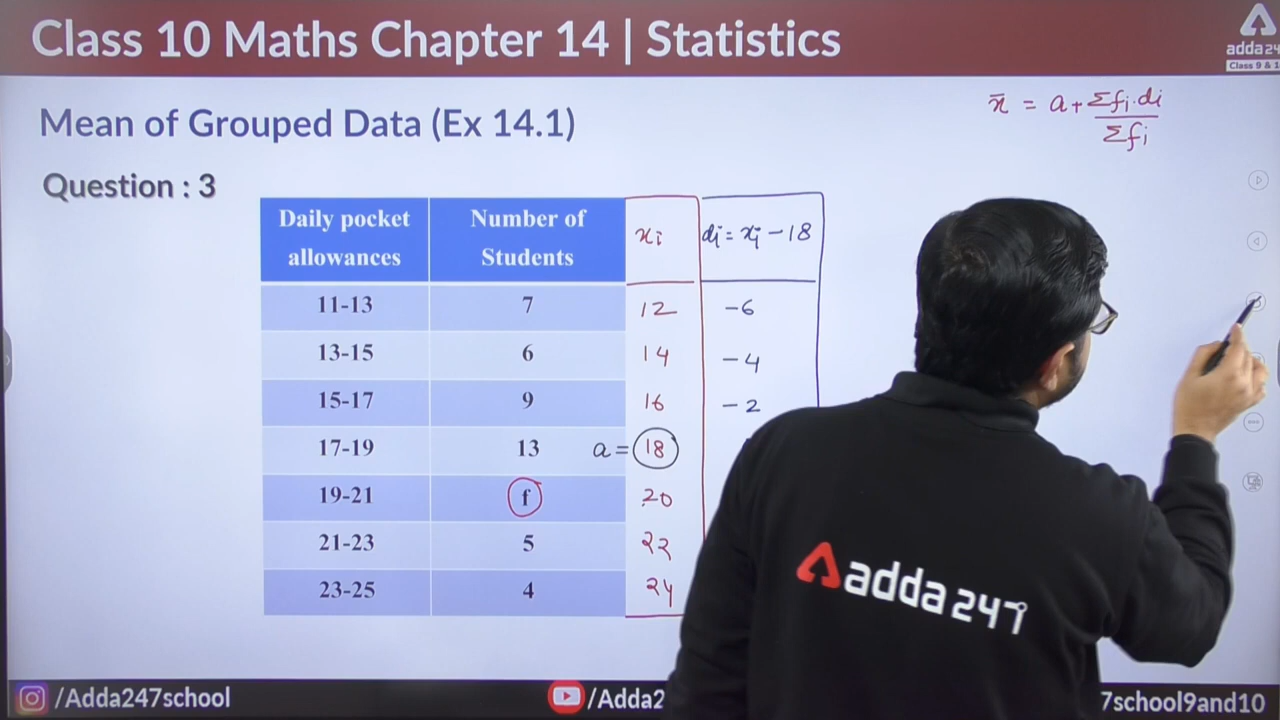 Class 10 Maths Chapter 14 | Statistics
adda24
Class 9 & 1
Mean of Grouped Data (Ex 14.1)
x̄ = a + Σfi.di / Σfi
Question : 3
Daily pocket allowances Number of Students xi di = xi - 18
11-13 7 12 -6
13-15 6 14 -4
15-17 9 16 -2
17-19 13 a = 18
19-21 f 20
21-23 5 22
23-25 4 24
adda247
/Adda247school /Adda2 7school9and10